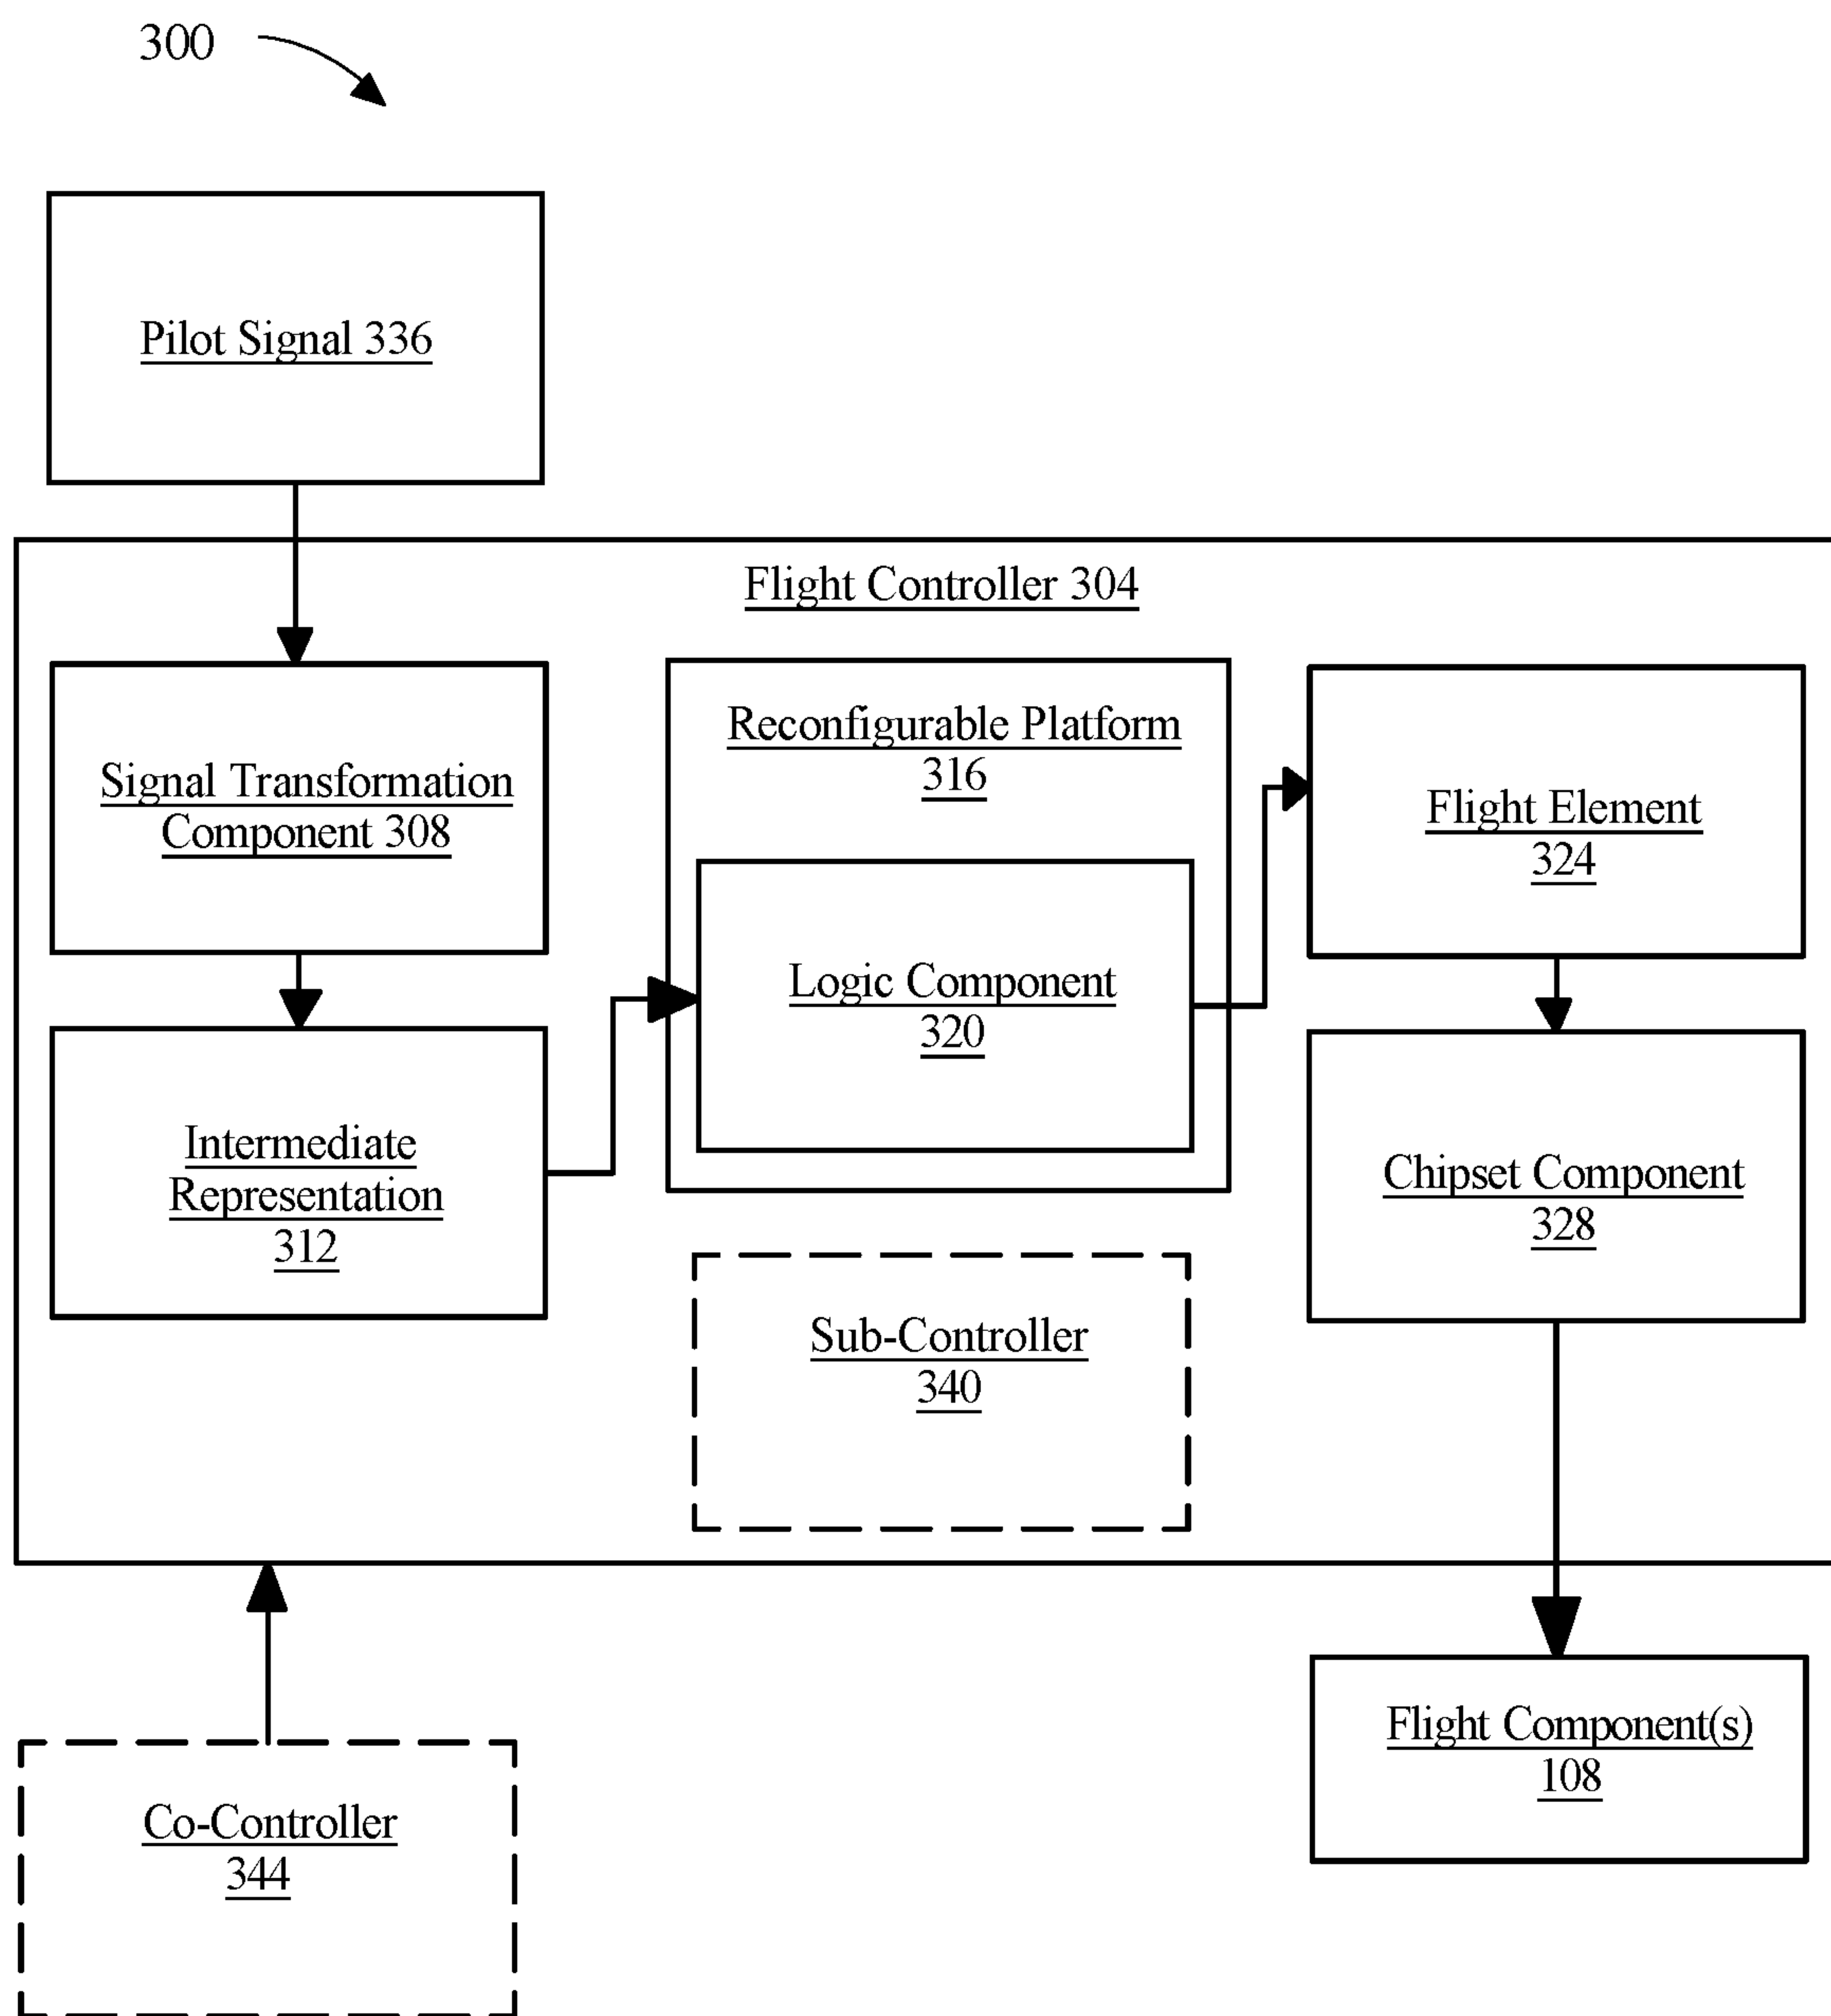 300
Pilot Signal 336
Flight Controller 304
Signal Transformation
Component 308
Intermediate
Representation
312
Reconfigurable Platform
316
Logic Component
320
Flight Element
324
Chipset Component
328
Sub-Controller
340
Co-Controller
344
Flight Component(s)
108